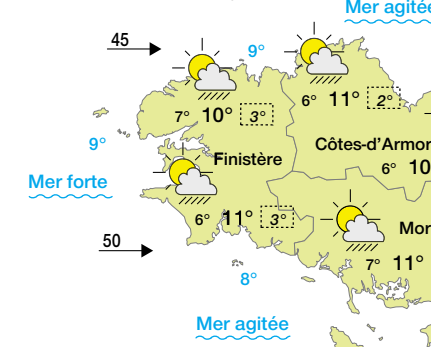 Mer agitée
45
9°
6° 11° 2°
7° 10° 3°
9°
Côtes-d'Armor
Finistère
6° 10
Mer forte
6° 11° 3°
Mor
50
7° 11°
8°
Mer agitée